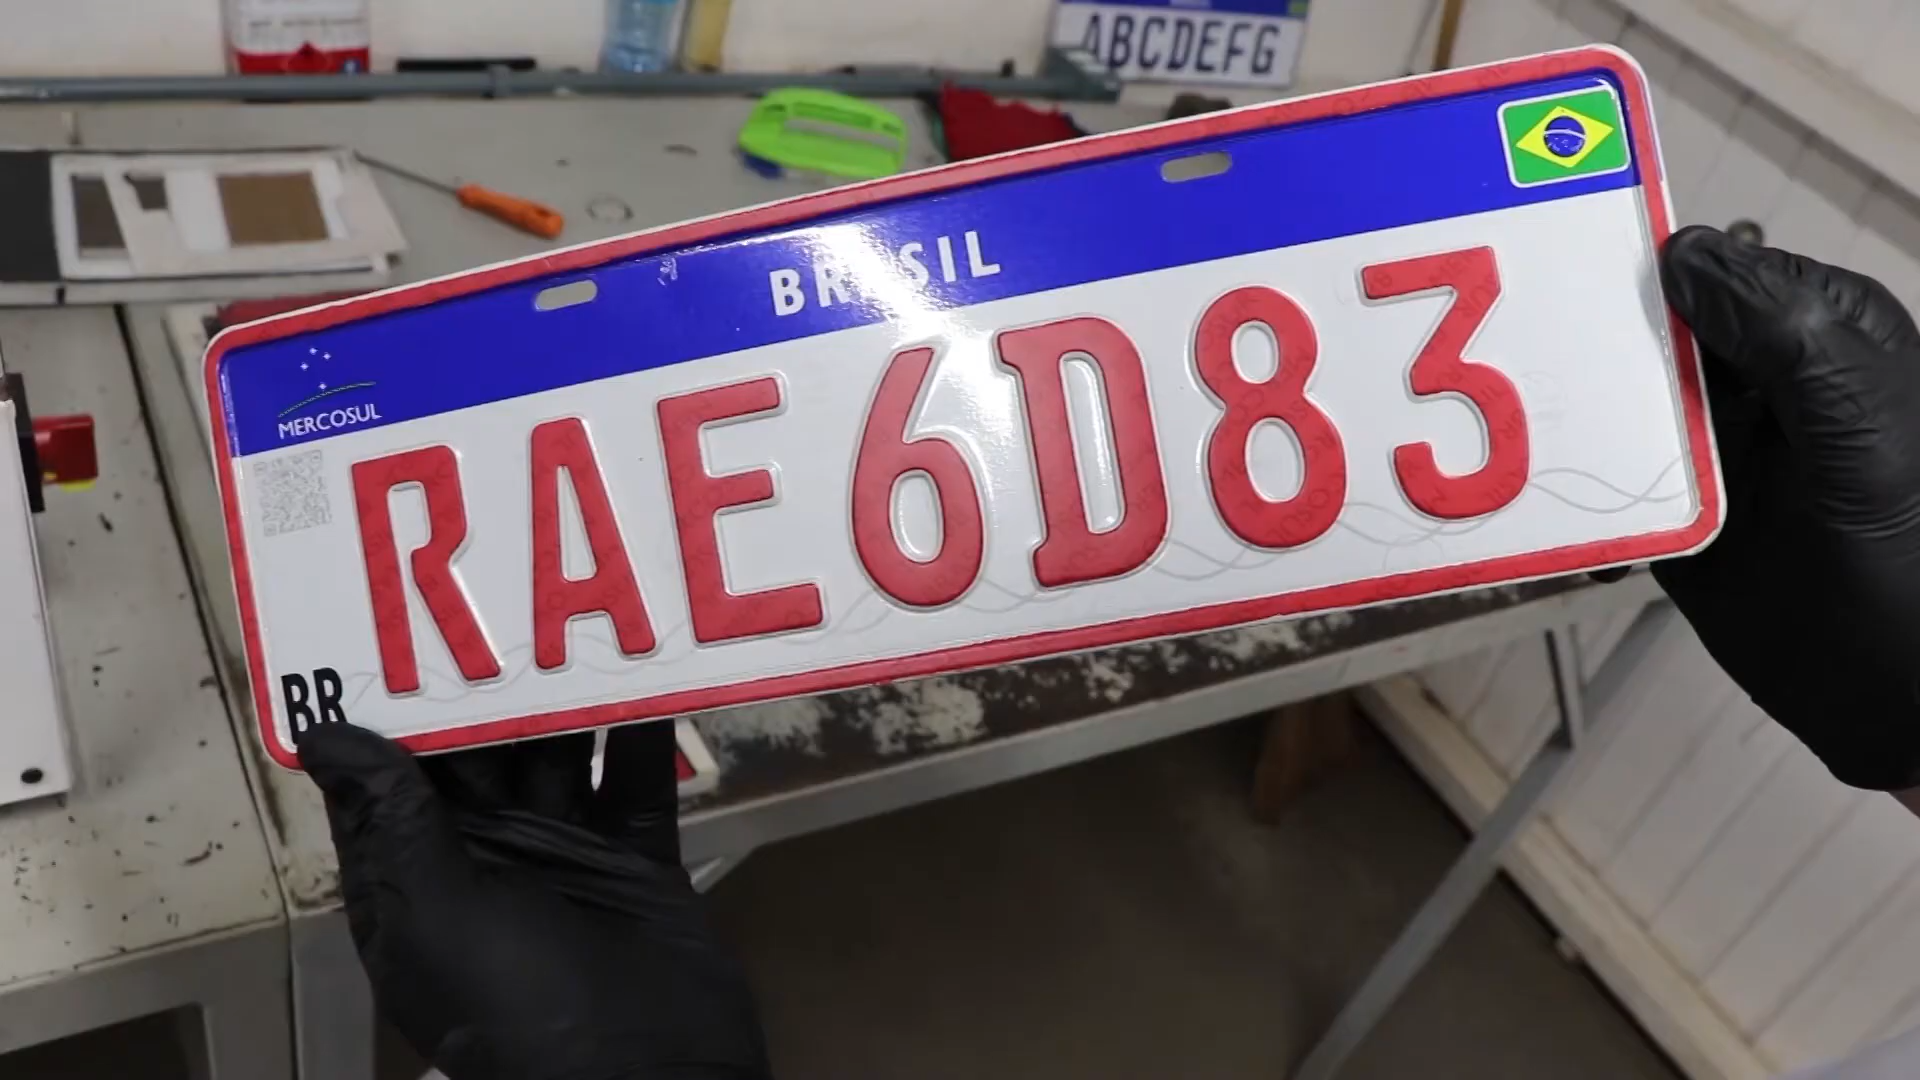 ABCDEFG
BRASIL
MERCOSUL
RAE6D83
BR